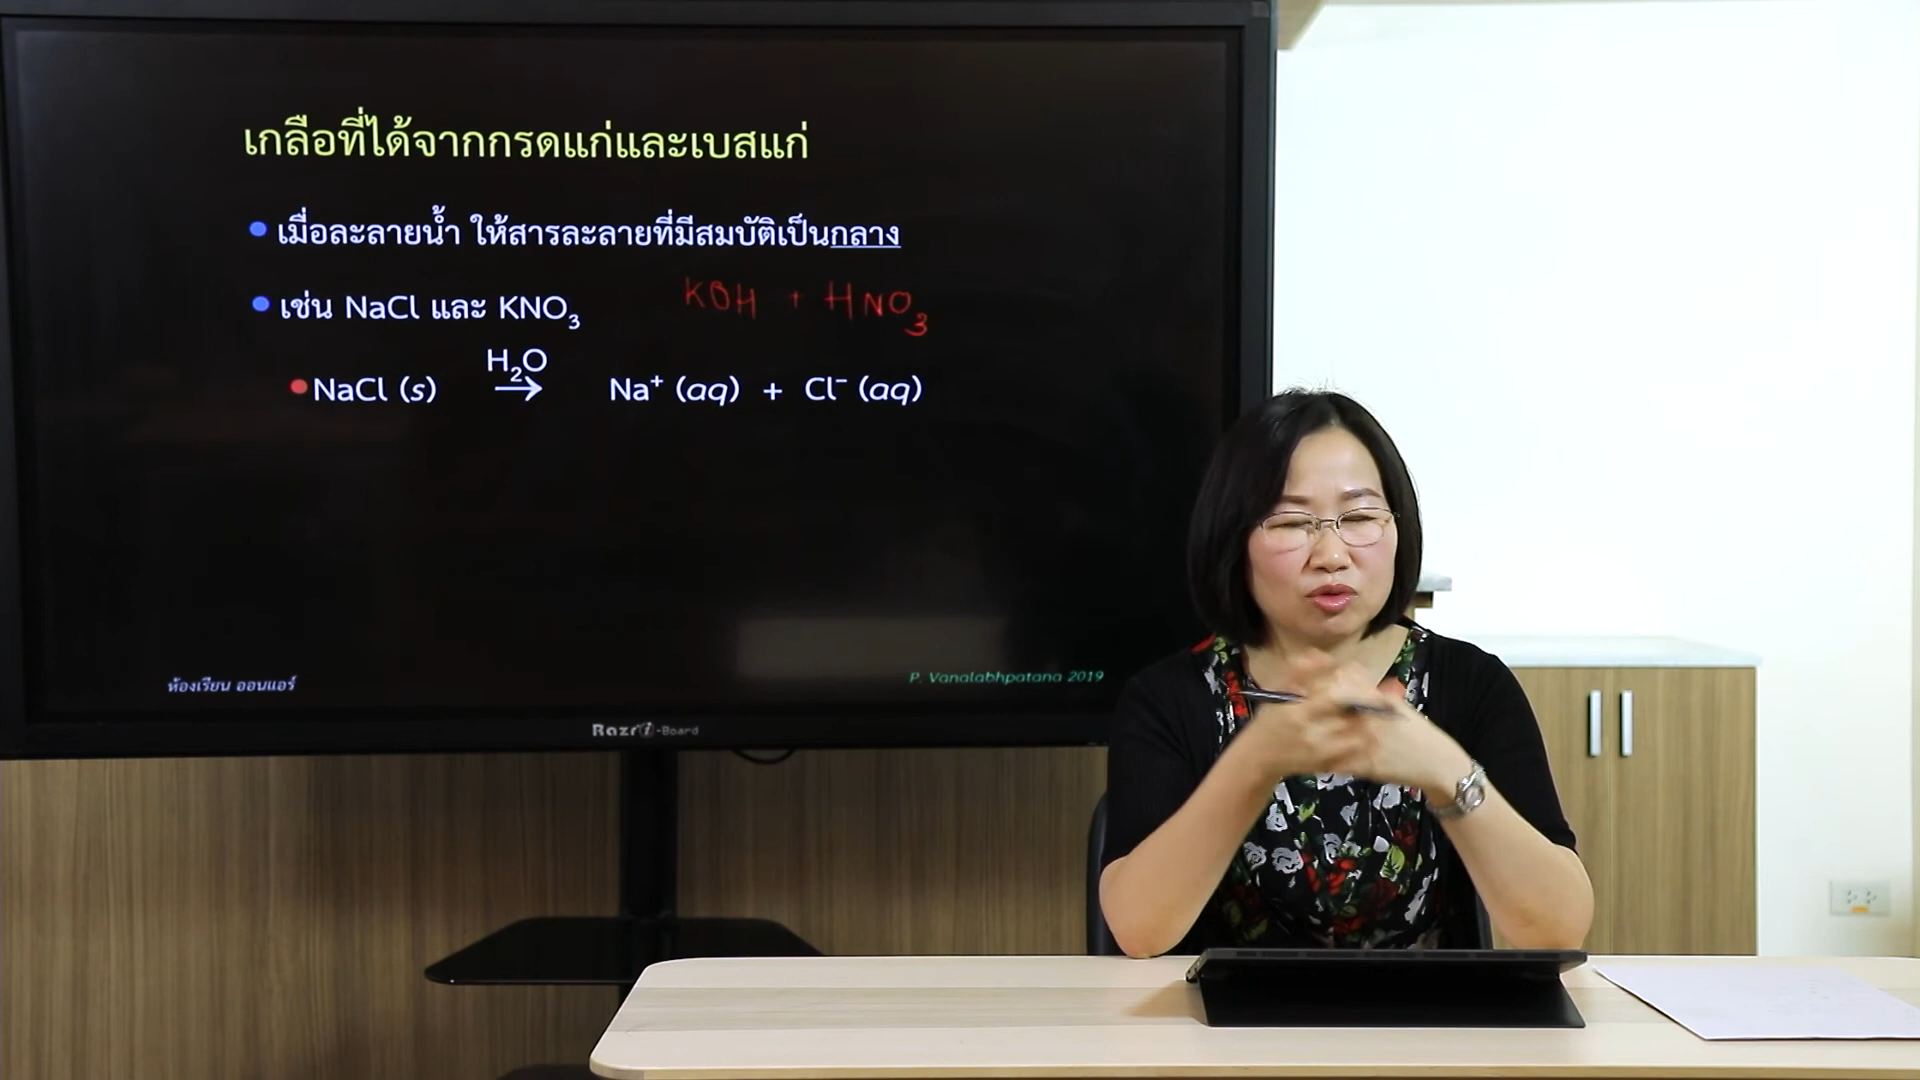 เกลือที่ได้จากกรดแก่และเบสแก่
เมื่อละลายน้ำ ให้สารละลายที่มีสมบัติเป็นกลาง
เช่น NaCl และ KNO₃ KOH + HNO₃
H₂O
NaCl (s) → Na⁺ (aq) + Cl⁻ (aq)
ห้องเรียน ออนแอร์
P. Vanalabhpatana 2019
Razr i-Board